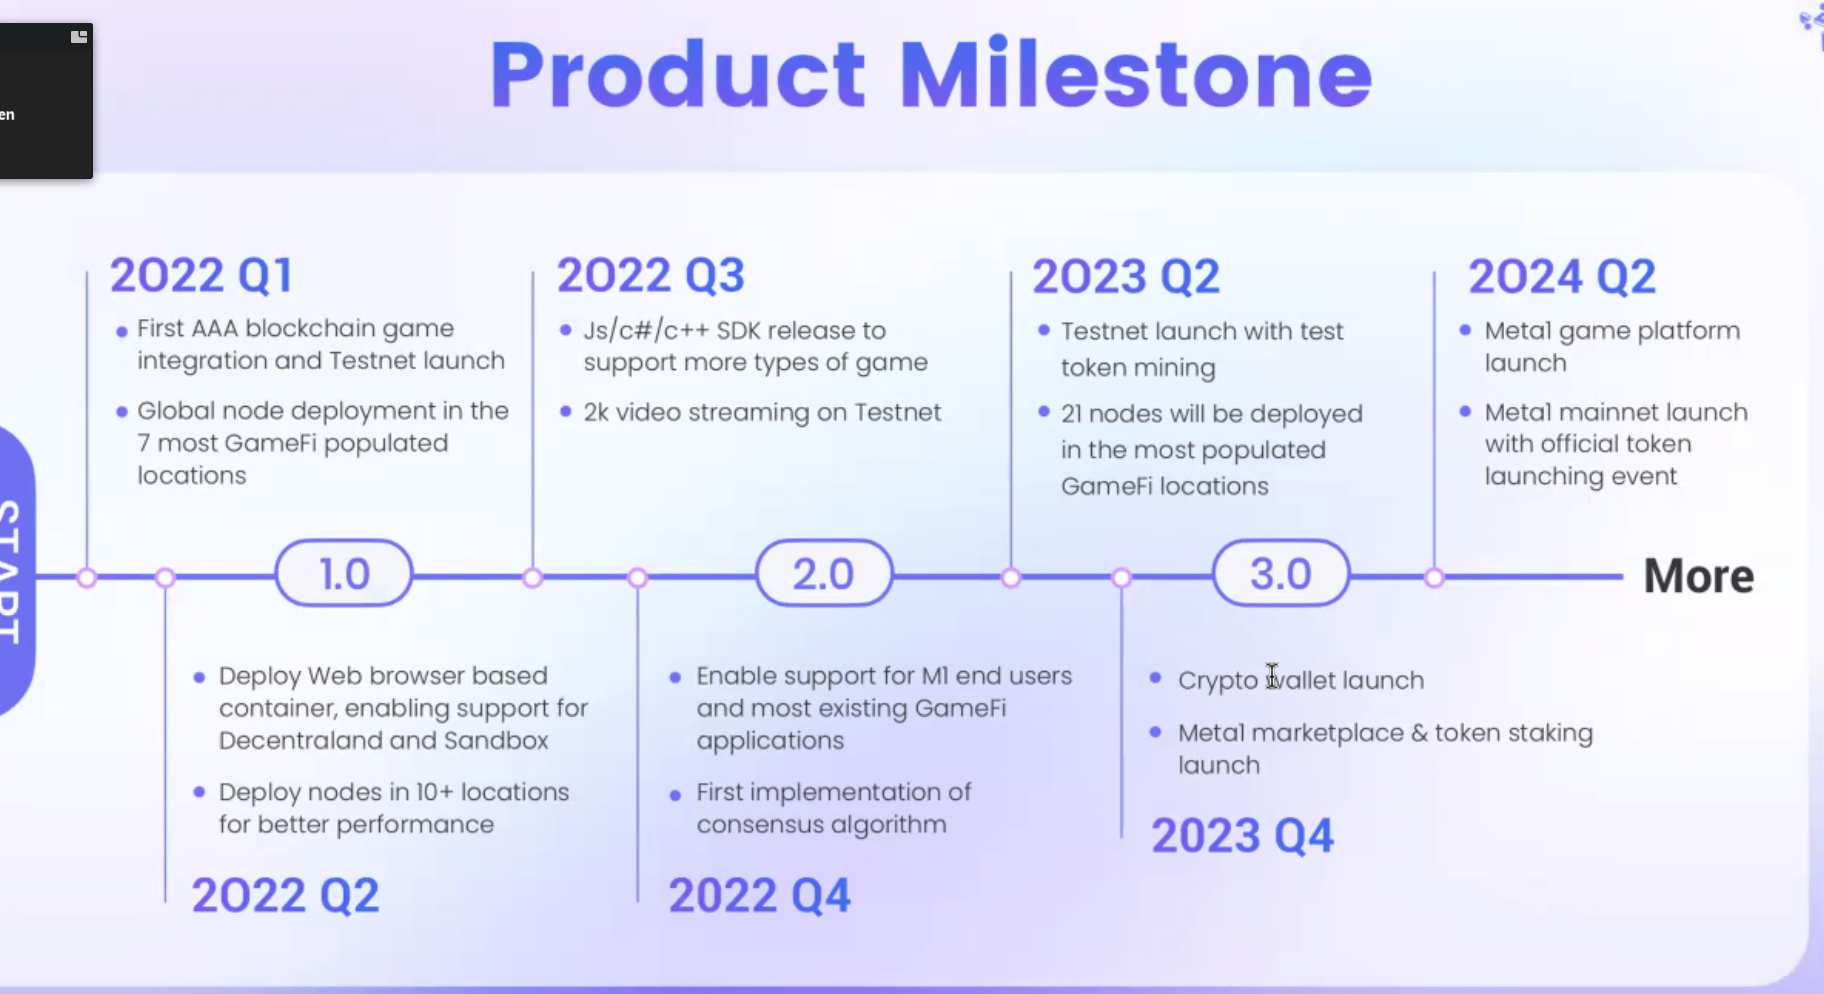 en
Product Milestone
2022 Q1
First AAA blockchain game
integration and Testnet launch
Global node deployment in the
7 most GameFi populated
locations
2022 Q3
Js/c#/c++ SDK release to
support more types of game
2k video streaming on Testnet
2023 Q2
Testnet launch with test
token mining
21 nodes will be deployed
in the most populated
GameFi locations
2024 Q2
Meta1 game platform
launch
Meta1 mainnet launch
with official token
launching event
START
1.0
2.0
3.0
More
Deploy Web browser based
container, enabling support for
Decentraland and Sandbox
Deploy nodes in 10+ locations
for better performance
2022 Q2
Enable support for M1 end users
and most existing GameFi
applications
First implementation of
consensus algorithm
2022 Q4
Crypto wallet launch
Meta1 marketplace & token staking
launch
2023 Q4